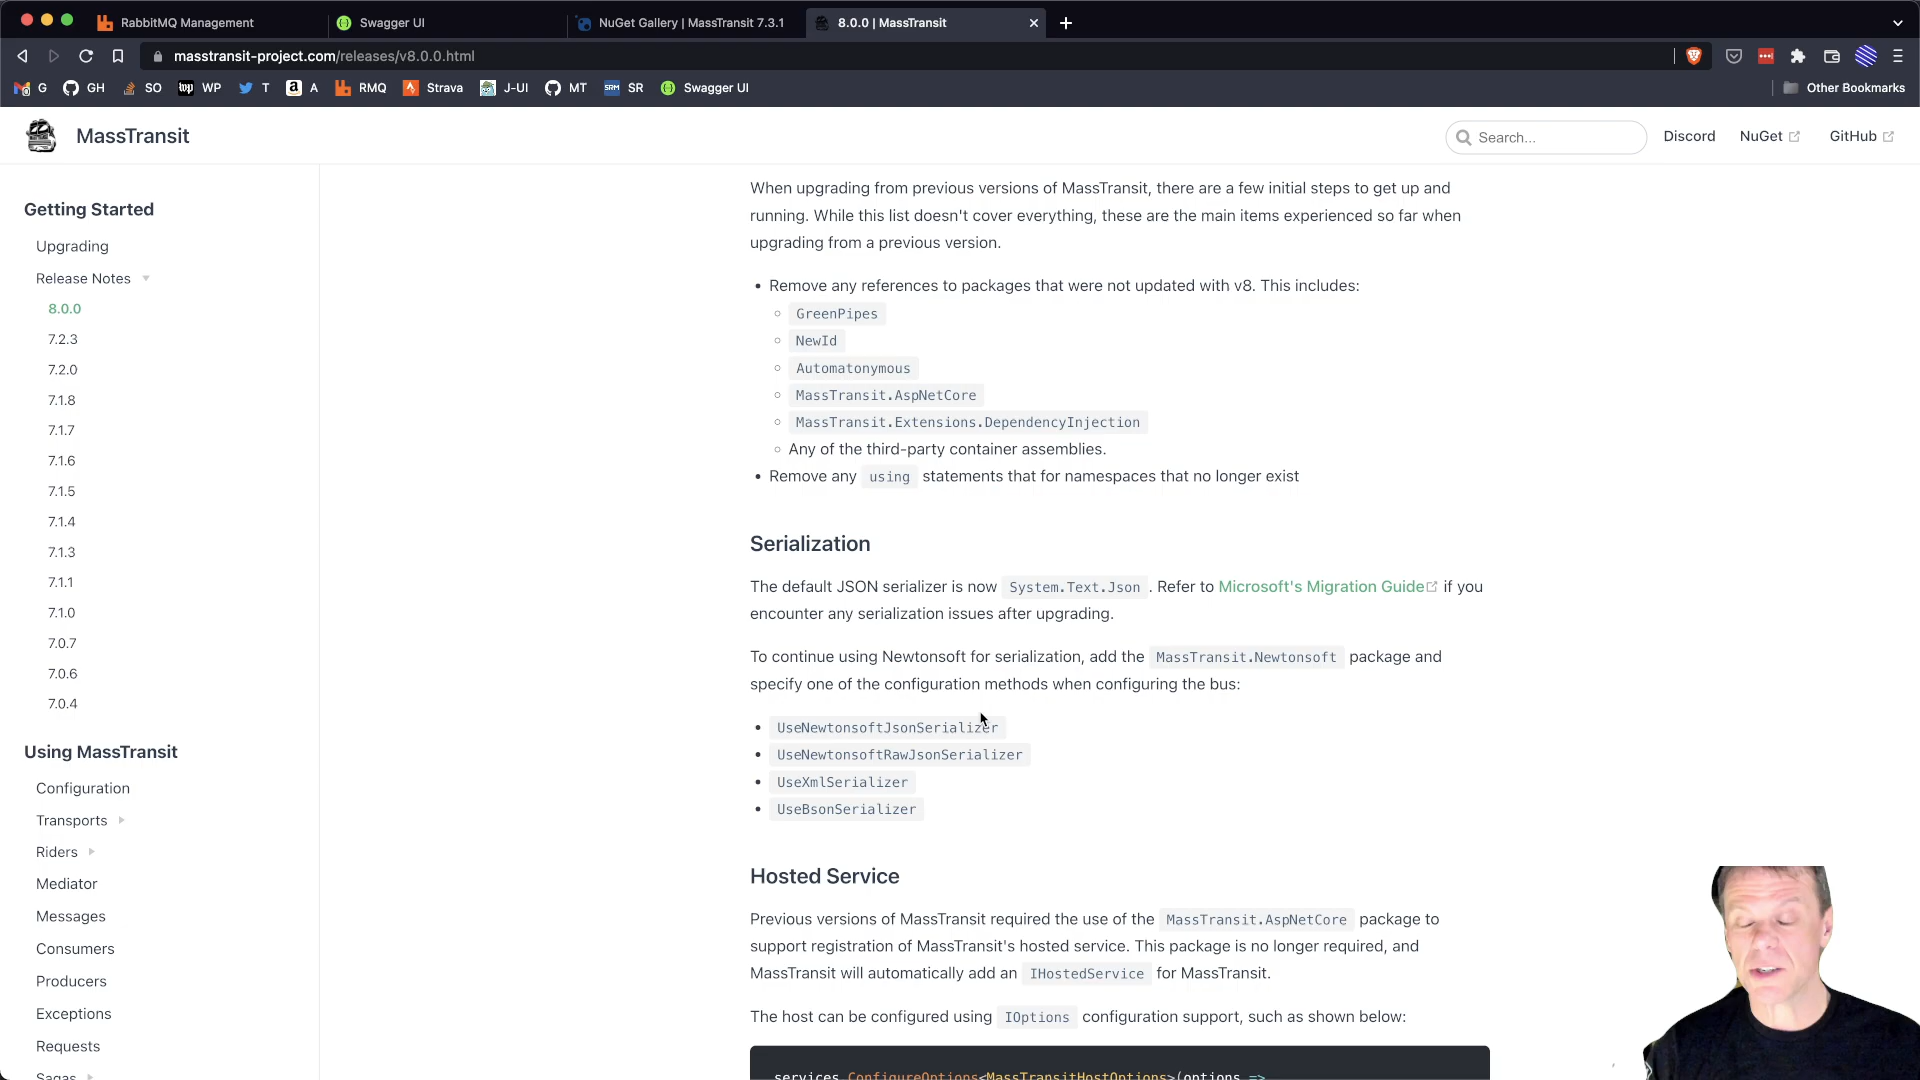 RabbitMQ Management
Swagger UI
NuGet Gallery | MassTransit 7.3.1
8.0.0 | MassTransit
masstransit-project.com/releases/v8.0.0.html
G
GH
SO
WP
T
A
RMQ
Strava
J-UI
MT
SR
Swagger UI
Other Bookmarks
MassTransit
Search...
Discord
NuGet
GitHub
Getting Started
Upgrading
Release Notes
8.0.0
7.2.3
7.2.0
7.1.8
7.1.7
7.1.6
7.1.5
7.1.4
7.1.3
7.1.1
7.1.0
7.0.7
7.0.6
7.0.4
Using MassTransit
Configuration
Transports
Riders
Mediator
Messages
Consumers
Producers
Exceptions
Requests
Sagas
When upgrading from previous versions of MassTransit, there are a few initial steps to get up and
running. While this list doesn't cover everything, these are the main items experienced so far when
upgrading from a previous version.
• Remove any references to packages that were not updated with v8. This includes:
◦ GreenPipes
◦ NewId
◦ Automatonymous
◦ MassTransit.AspNetCore
◦ MassTransit.Extensions.DependencyInjection
◦ Any of the third-party container assemblies.
• Remove any using statements that for namespaces that no longer exist
Serialization
The default JSON serializer is now System.Text.Json . Refer to Microsoft's Migration Guide if you
encounter any serialization issues after upgrading.
To continue using Newtonsoft for serialization, add the MassTransit.Newtonsoft package and
specify one of the configuration methods when configuring the bus:
• UseNewtonsoftJsonSerializer
• UseNewtonsoftRawJsonSerializer
• UseXmlSerializer
• UseBsonSerializer
Hosted Service
Previous versions of MassTransit required the use of the MassTransit.AspNetCore package to
support registration of MassTransit's hosted service. This package is no longer required, and
MassTransit will automatically add an IHostedService for MassTransit.
The host can be configured using IOptions configuration support, such as shown below:
services.ConfigureOptions<MassTransitHostOptions>(options =>